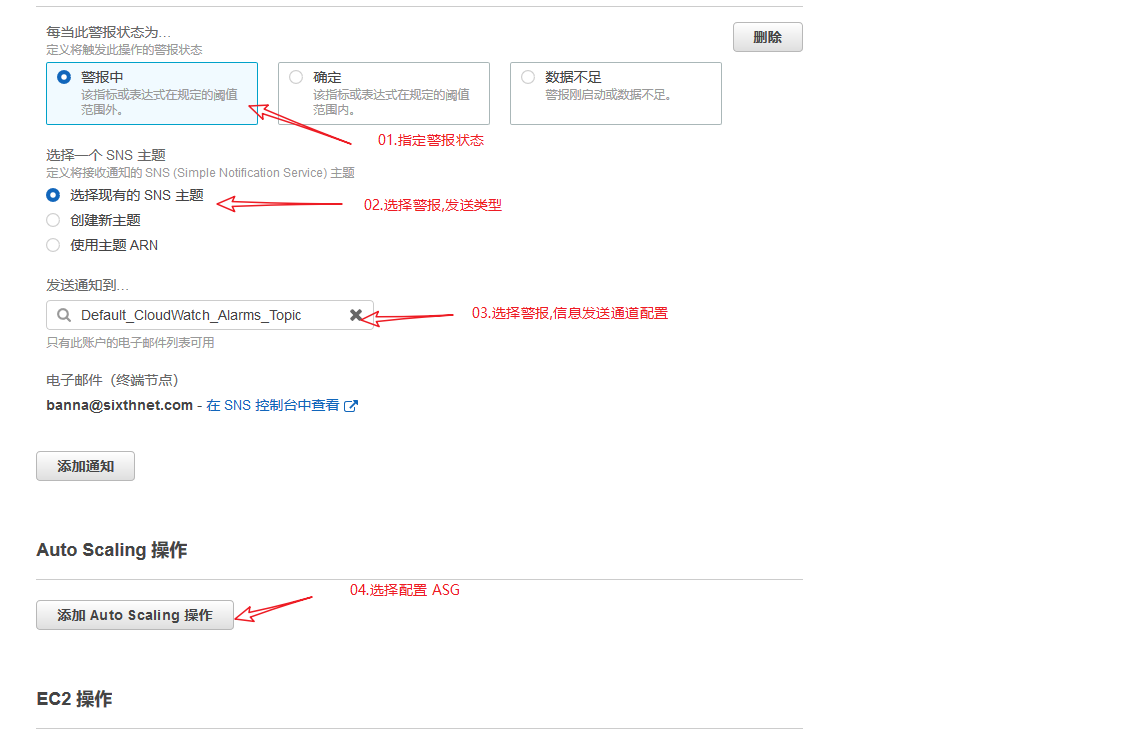 每当此警报状态为...
定义将触发此操作的警报状态
删除
警报中
该指标或表达式在规定的阈值
范围外。
确定
该指标或表达式在规定的阈值
范围内。
数据不足
警报刚启动或数据不足。
01.指定警报状态
选择一个 SNS 主题
定义将接收通知的 SNS (Simple Notification Service) 主题
选择现有的 SNS 主题
02.选择警报,发送类型
创建新主题
使用主题 ARN
发送通知到...
Default_CloudWatch_Alarms_Topic
03.选择警报,信息发送通道配置
只有此账户的电子邮件列表可用
电子邮件（终端节点）
banna@sixthnet.com - 在 SNS 控制台中查看
添加通知
Auto Scaling 操作
04.选择配置 ASG
添加 Auto Scaling 操作
EC2 操作